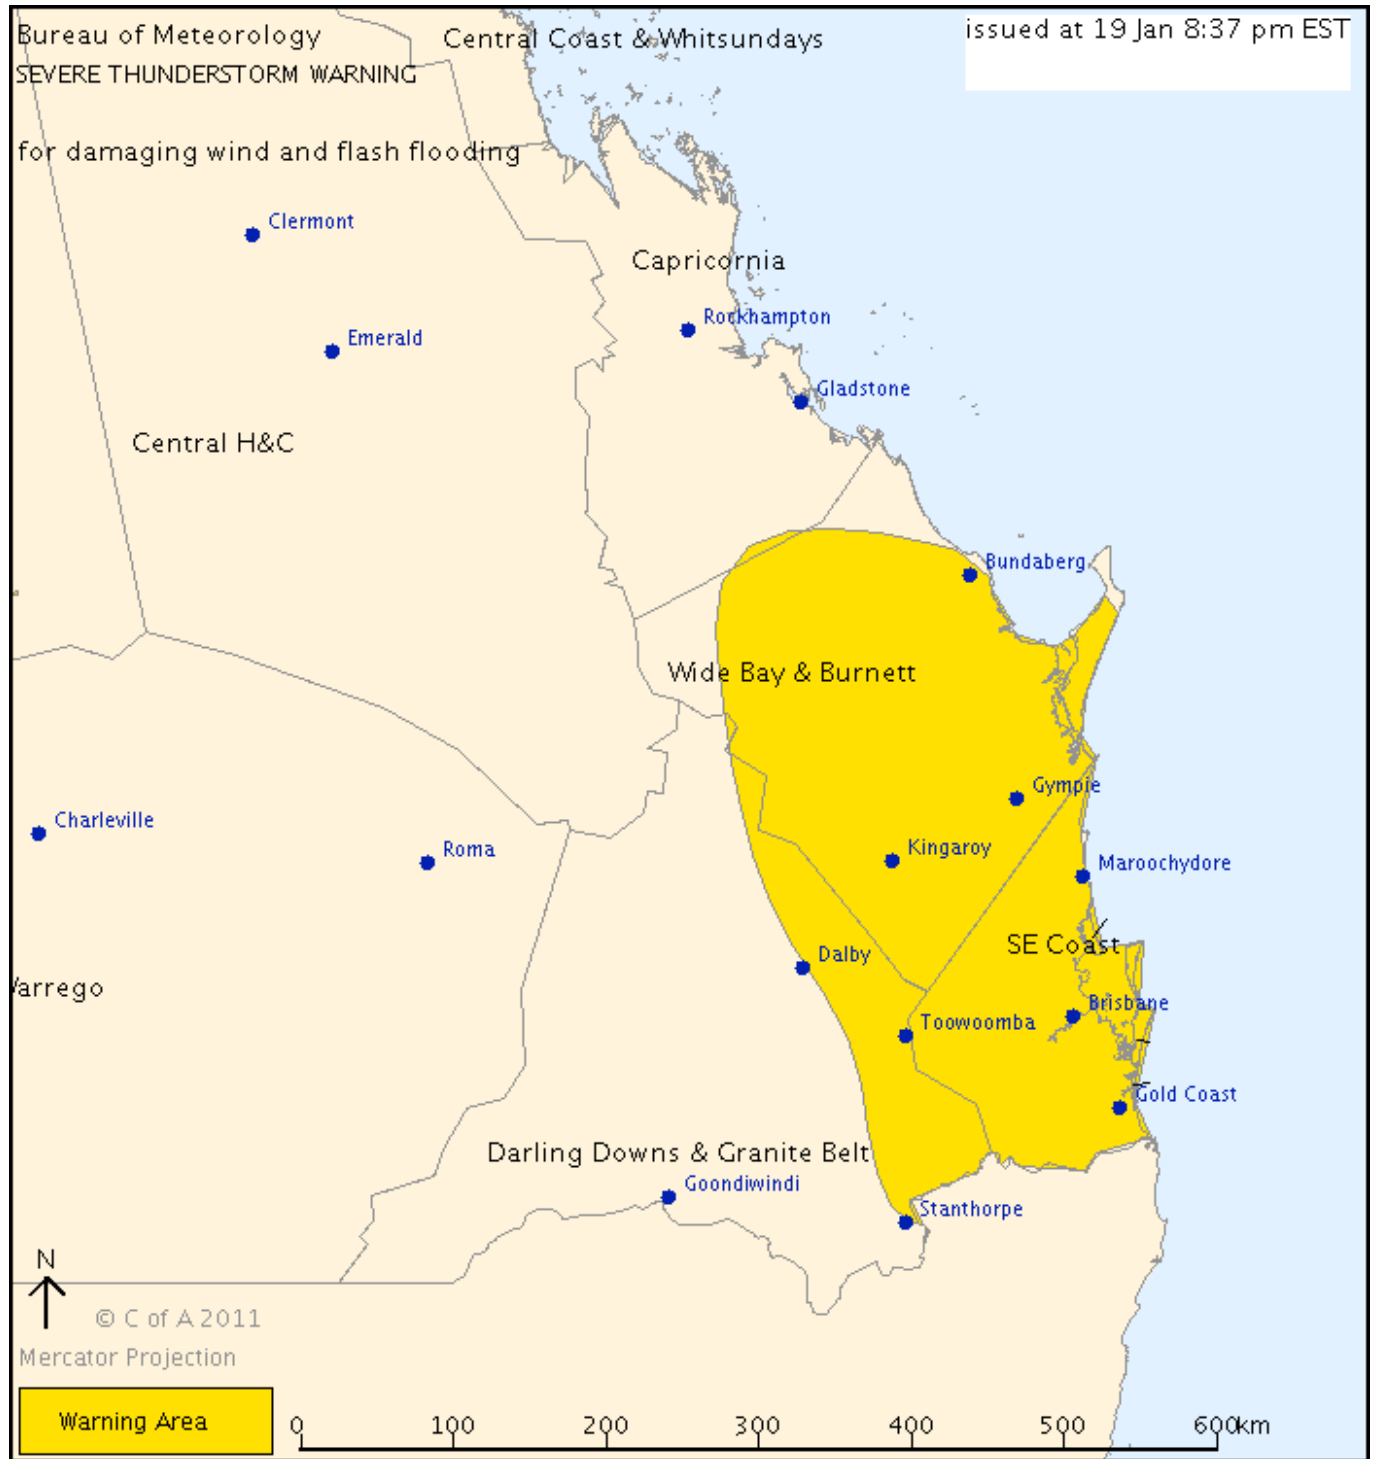 Bureau of Meteorology
Central Coast & Whitsundays
issued at 19 Jan 8:37 pm EST
SEVERE THUNDERSTORM WARNING
for damaging wind and flash flooding
Clermont
Capricornia
Rockhampton
Emerald
Gladstone
Central H&C
Bundaberg
Wide Bay & Burnett
Gympie
Charleville
Roma
Kingaroy
Maroochydore
SE Coast
Dalby
arrego
Brisbane
Toowoomba
Gold Coast
Darling Downs & Granite Belt
Goondiwindi
Stanthorpe
N
© C of A 2011
Mercator Projection
Warning Area
0 100 200 300 400 500 600km